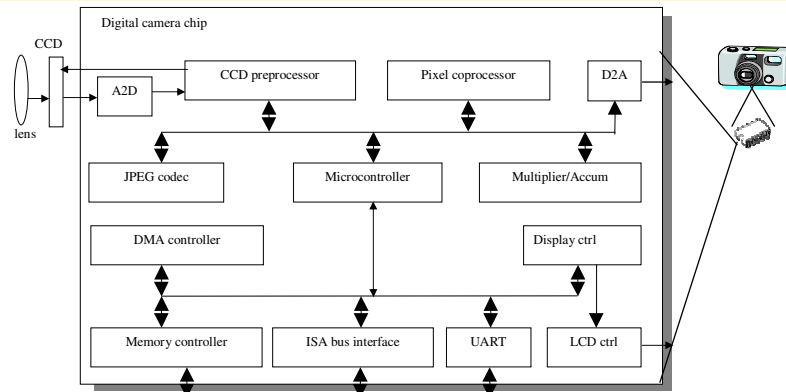 Digital camera chip
CCD
CCD preprocessor
Pixel coprocessor
D2A
A2D
lens
JPEG codec
Microcontroller
Multiplier/Accum
DMA controller
Display ctrl
Memory controller
ISA bus interface
UART
LCD ctrl